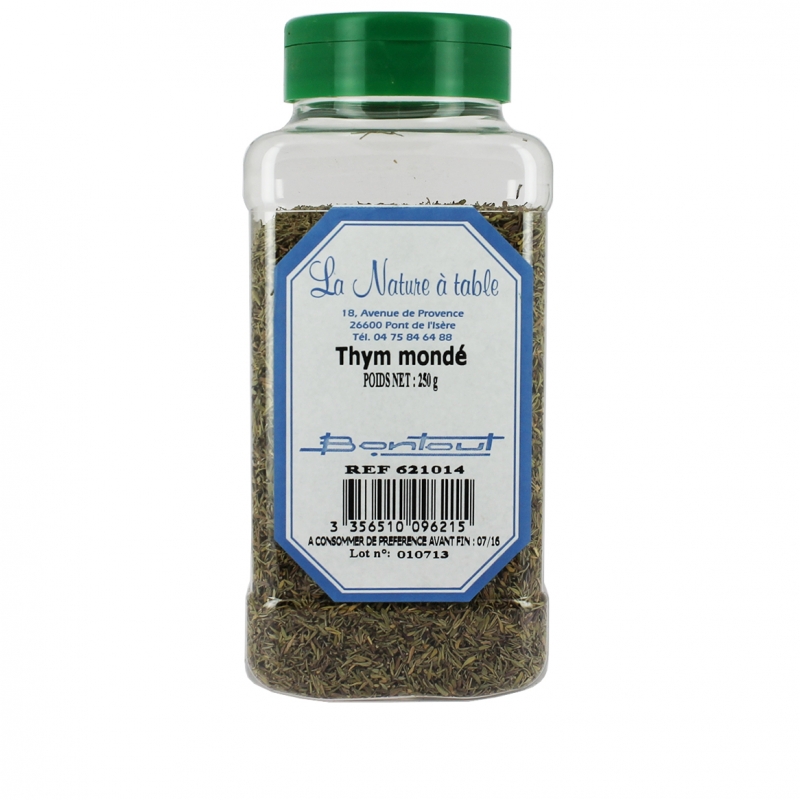 La Nature à table
18, Avenue de Provence
26600 Pont de l'Isère
Tél. 04 75 84 64 88
Thym mondé
POIDS NET : 250 g
Bontout
REF 621014
3 356510 096215
A CONSOMMER DE PREFERENCE AVANT FIN : 07/16
Lot n°: 010713